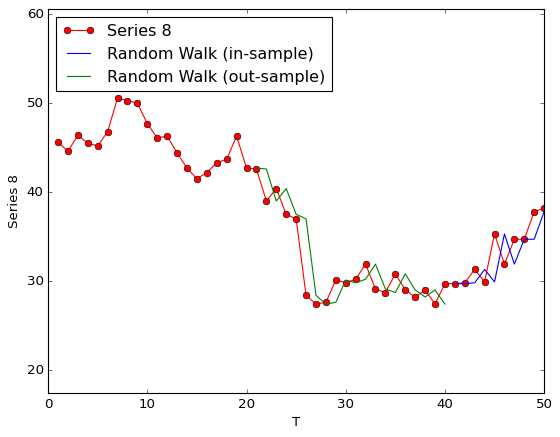 Series 8
Random Walk (in-sample)
Random Walk (out-sample)
60
50
40
30
20
Series 8
0 10 20 30 40 50
T